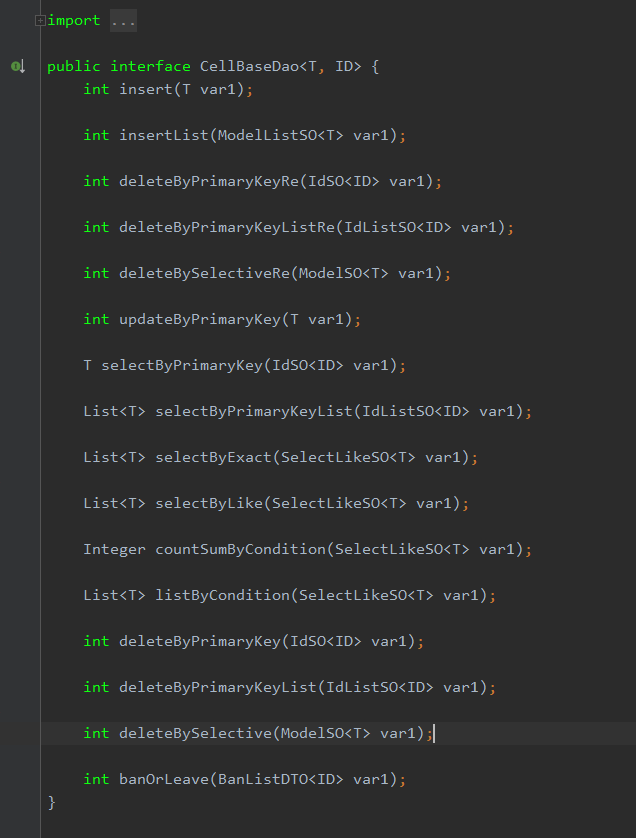 import ...
public interface CellBaseDao<T, ID> {
int insert(T var1);
int insertList(ModelListSO<T> var1);
int deleteByPrimaryKeyRe(IdSO<ID> var1);
int deleteByPrimaryKeyListRe(IdListSO<ID> var1);
int deleteBySelectiveRe(ModelSO<T> var1);
int updateByPrimaryKey(T var1);
T selectByPrimaryKey(IdSO<ID> var1);
List<T> selectByPrimaryKeyList(IdListSO<ID> var1);
List<T> selectByExact(SelectLikeSO<T> var1);
List<T> selectByLike(SelectLikeSO<T> var1);
Integer countSumByCondition(SelectLikeSO<T> var1);
List<T> listByCondition(SelectLikeSO<T> var1);
int deleteByPrimaryKey(IdSO<ID> var1);
int deleteByPrimaryKeyList(IdListSO<ID> var1);
int deleteBySelective(ModelSO<T> var1);
int banOrLeave(BanListDTO<ID> var1);
}